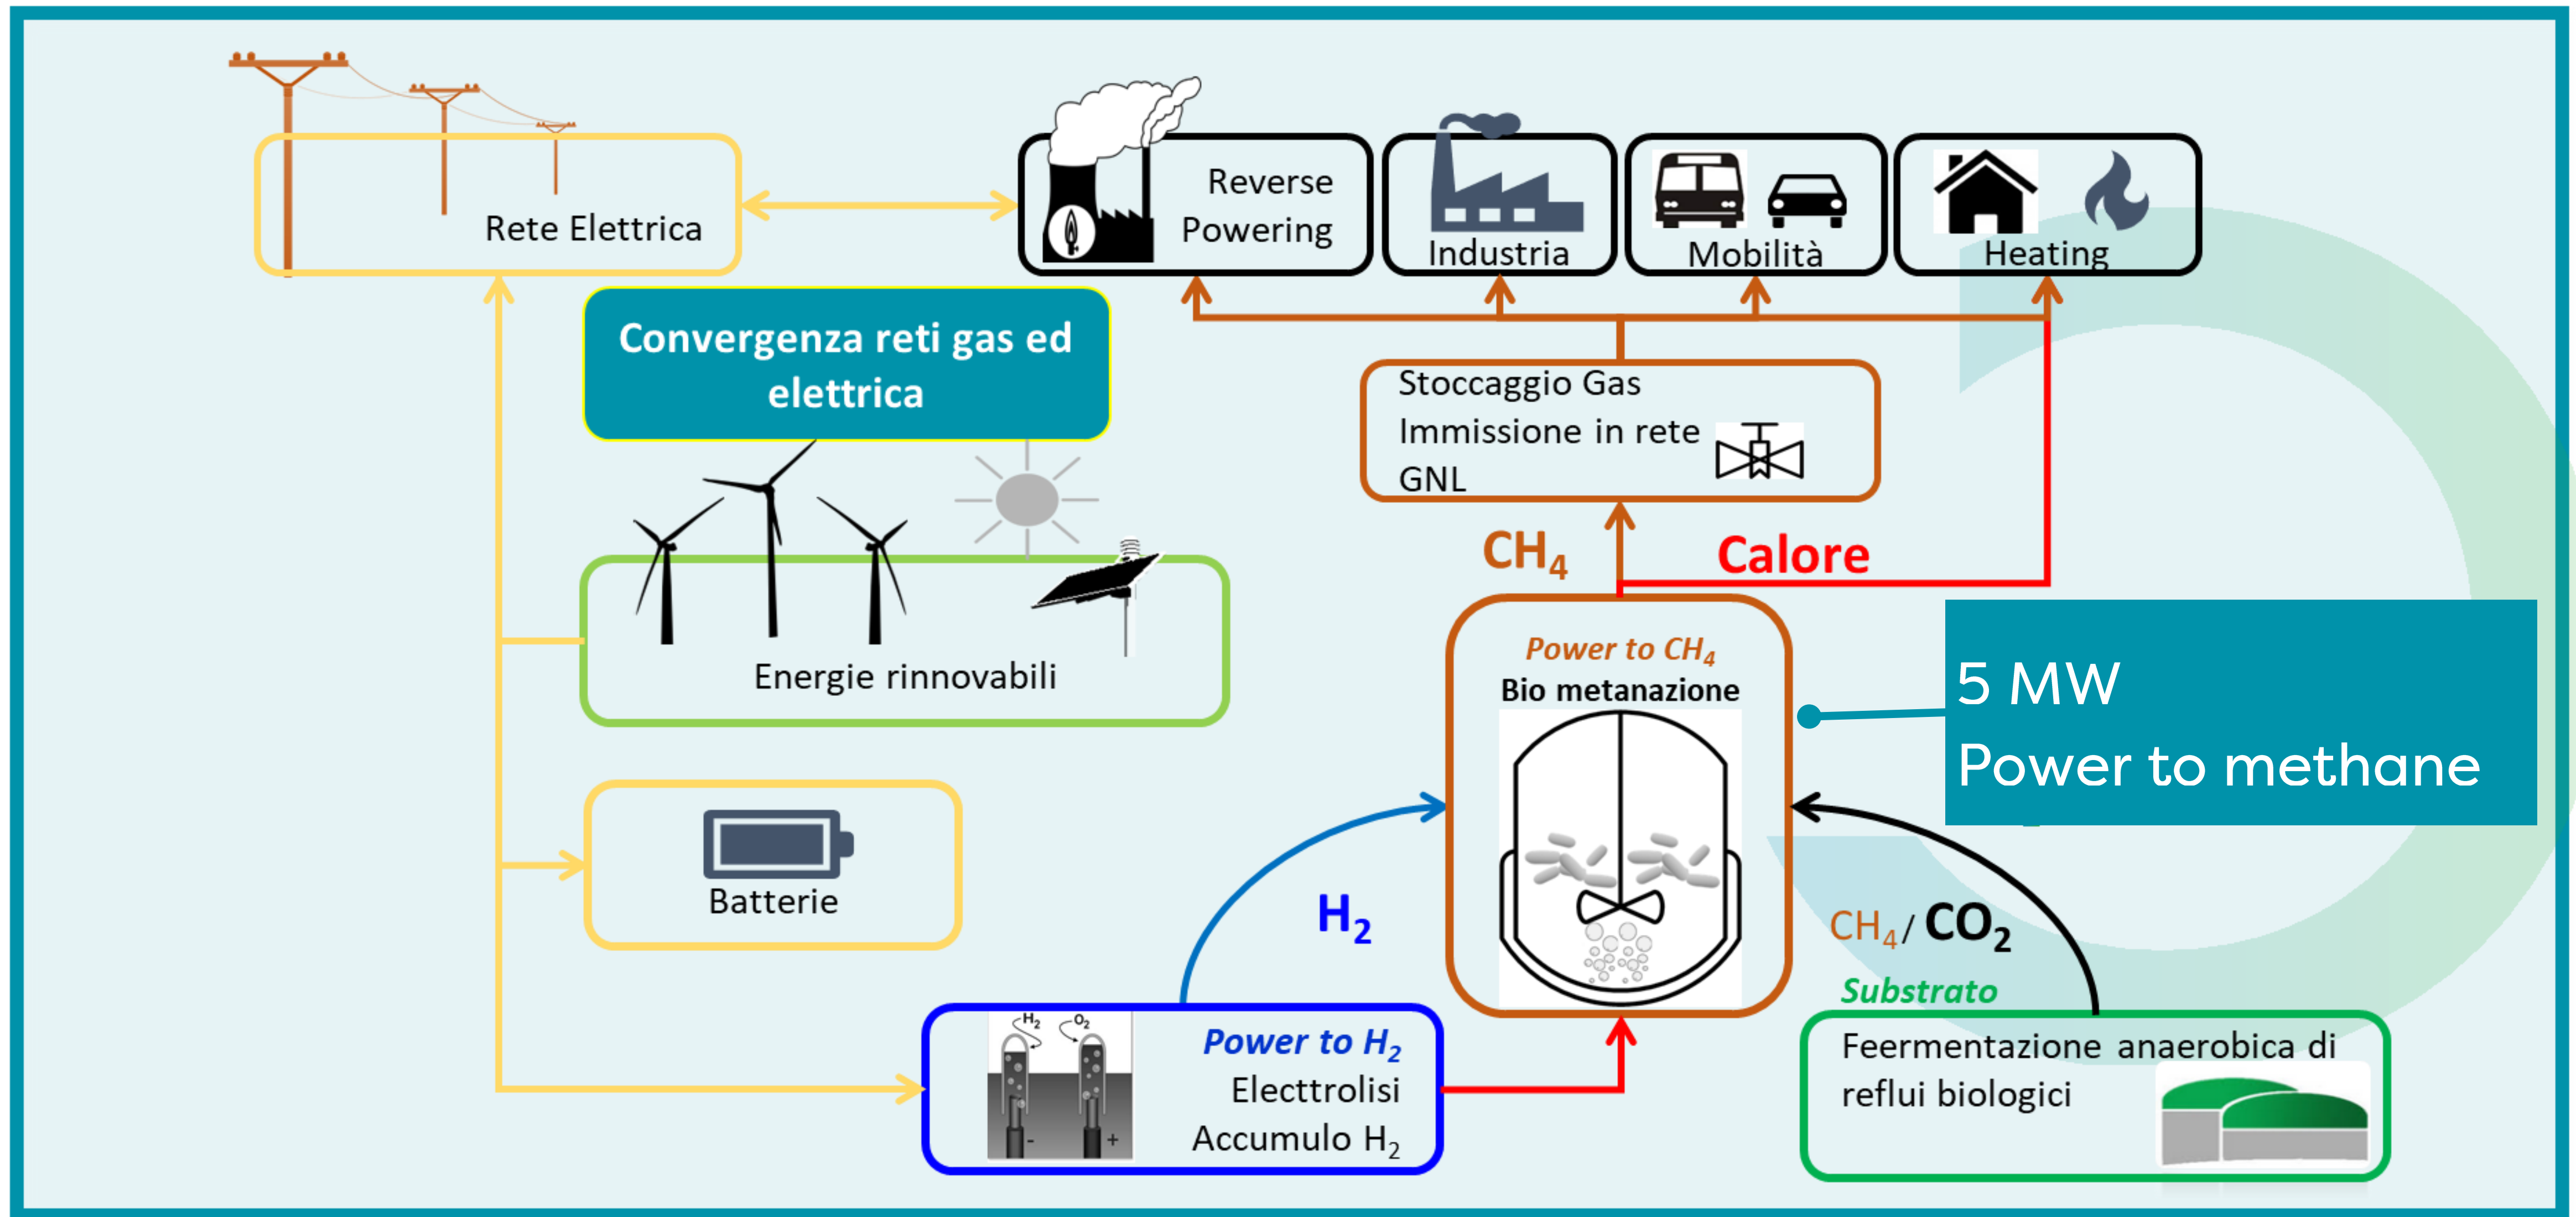 Rete Elettrica
Reverse
Powering
Industria
Mobilità
Heating
Convergenza reti gas ed
elettrica
Stoccaggio Gas
Immissione in rete
GNL
CH₄
Calore
Energie rinnovabili
Power to CH₄
Bio metanazione
5 MW
Power to methane
Batterie
H₂
CH₄/ CO₂
Substrato
H₂ O₂
- +
Power to H₂
Electtrolisi
Accumulo H₂
Feermentazione anaerobica di
reflui biologici